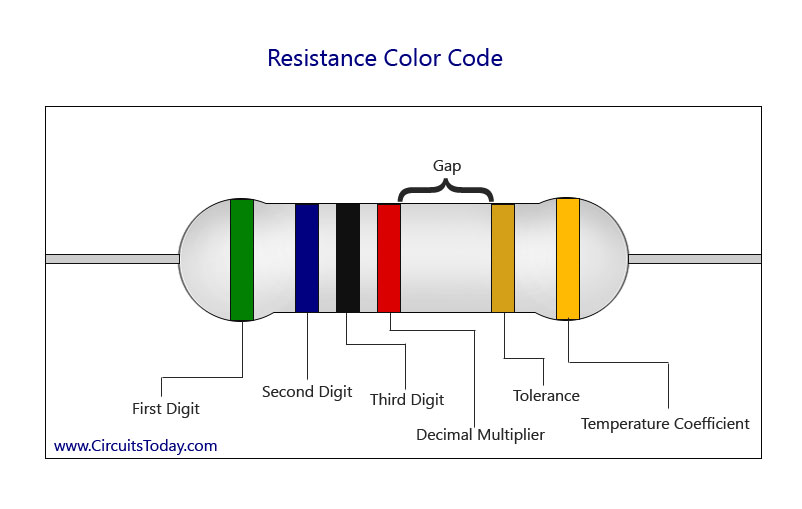 Resistance Color Code
Gap
First Digit
Second Digit
Third Digit
Decimal Multiplier
Tolerance
Temperature Coefficient
www.CircuitsToday.com